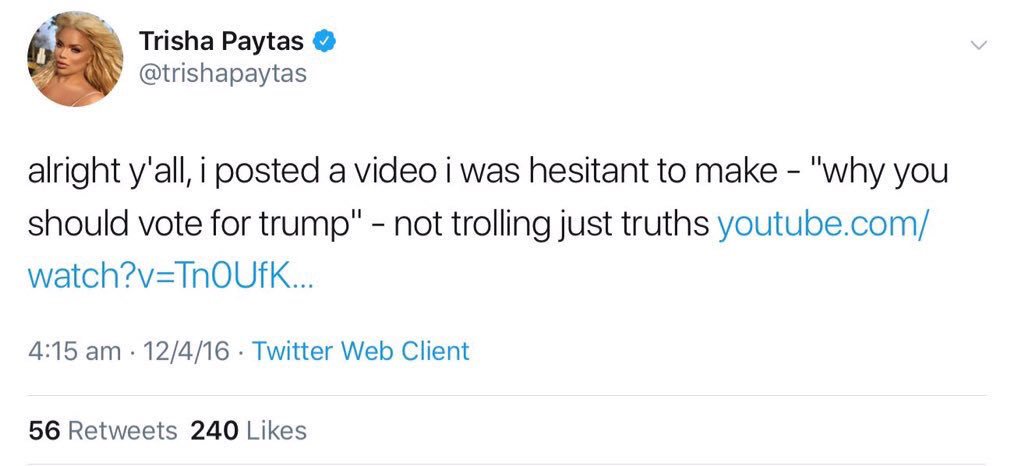 Trisha Paytas
@trishapaytas
alright y'all, i posted a video i was hesitant to make - "why you
should vote for trump" - not trolling just truths youtube.com/
watch?v=Tn0UfK...
4:15 am · 12/4/16 · Twitter Web Client
56 Retweets 240 Likes